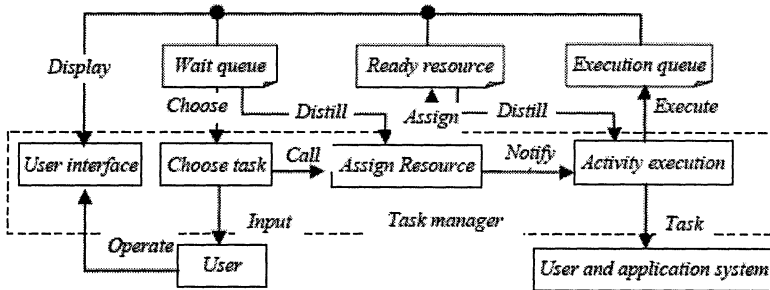 Display
Wait queue
Ready resource
Execution queue
Choose
Distill
Assign
Distill
Execute
User interface
Choose task
Call
Assign Resource
Notify
Activity execution
Input
Task manager
Task
Operate
User
User and application system